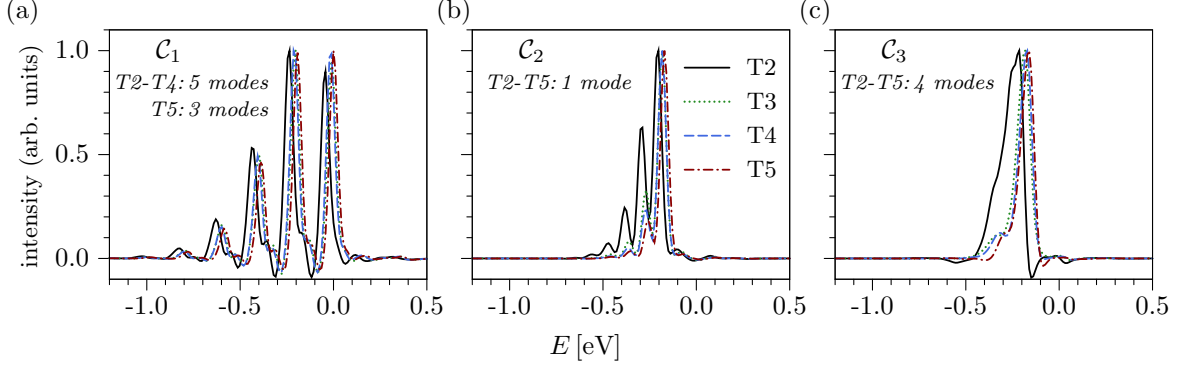 (a)
(b)
(c)
intensity (arb. units)
1.0
0.5
0.0
𝒞₁
T2-T4: 5 modes
T5: 3 modes
-1.0 -0.5 0.0 0.5
𝒞₂
T2-T5: 1 mode
T2
T3
T4
T5
-1.0 -0.5 0.0 0.5
𝒞₃
T2-T5: 4 modes
-1.0 -0.5 0.0 0.5
E [eV]